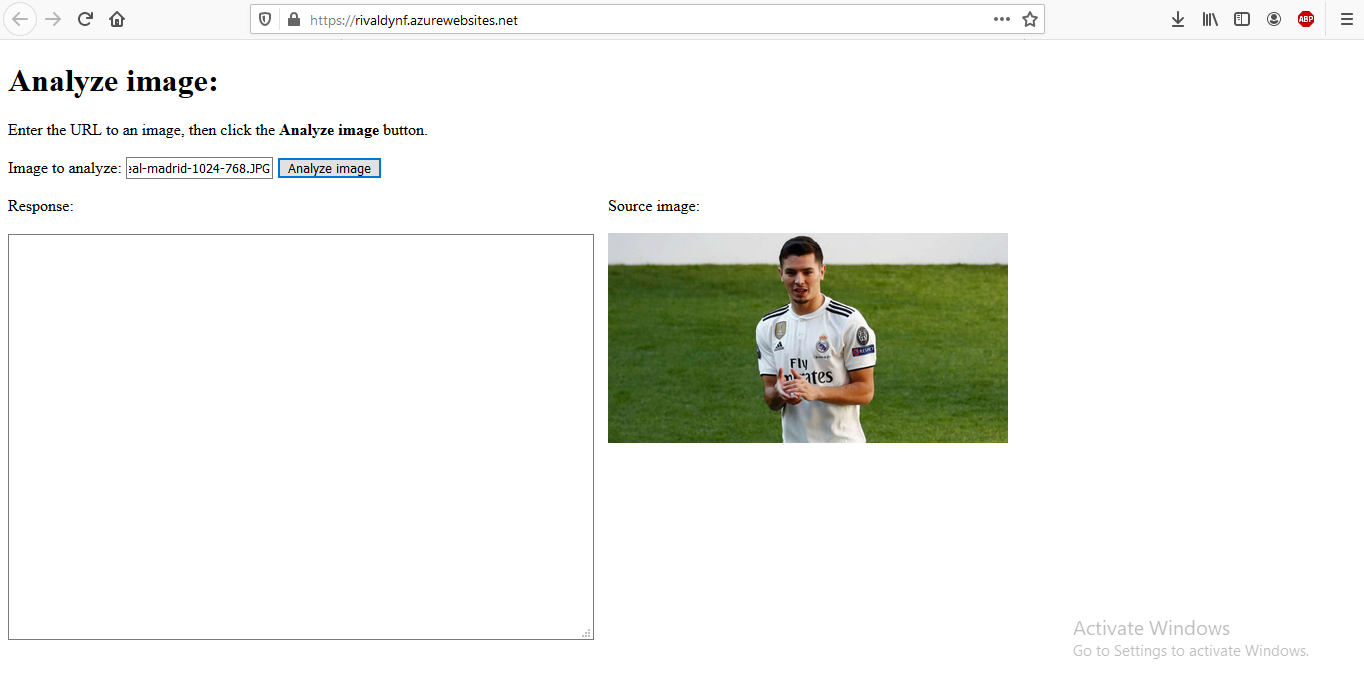 https://rivaldynf.azurewebsites.net
ABP
Analyze image:
Enter the URL to an image, then click the Analyze image button.
Image to analyze: eal-madrid-1024-768.JPG Analyze image
Response:
Source image:
Fly
Emirates
Activate Windows
Go to Settings to activate Windows.